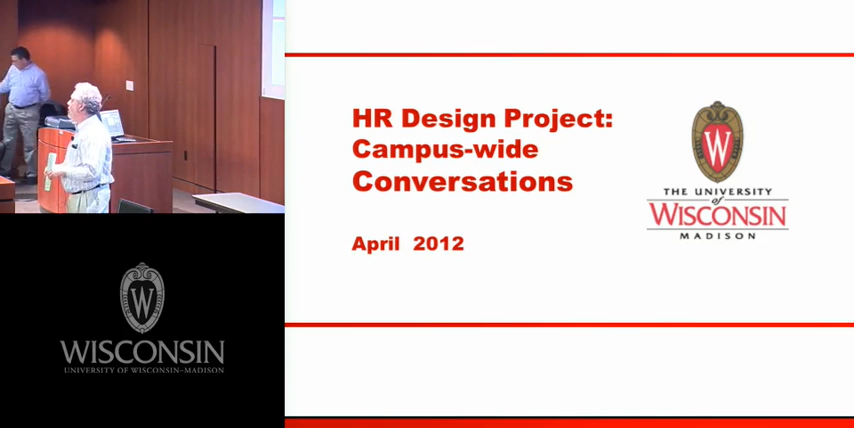 HR Design Project:
Campus-wide
Conversations
April 2012
W
THE UNIVERSITY
of
WISCONSIN
MADISON
W
WISCONSIN
UNIVERSITY OF WISCONSIN–MADISON